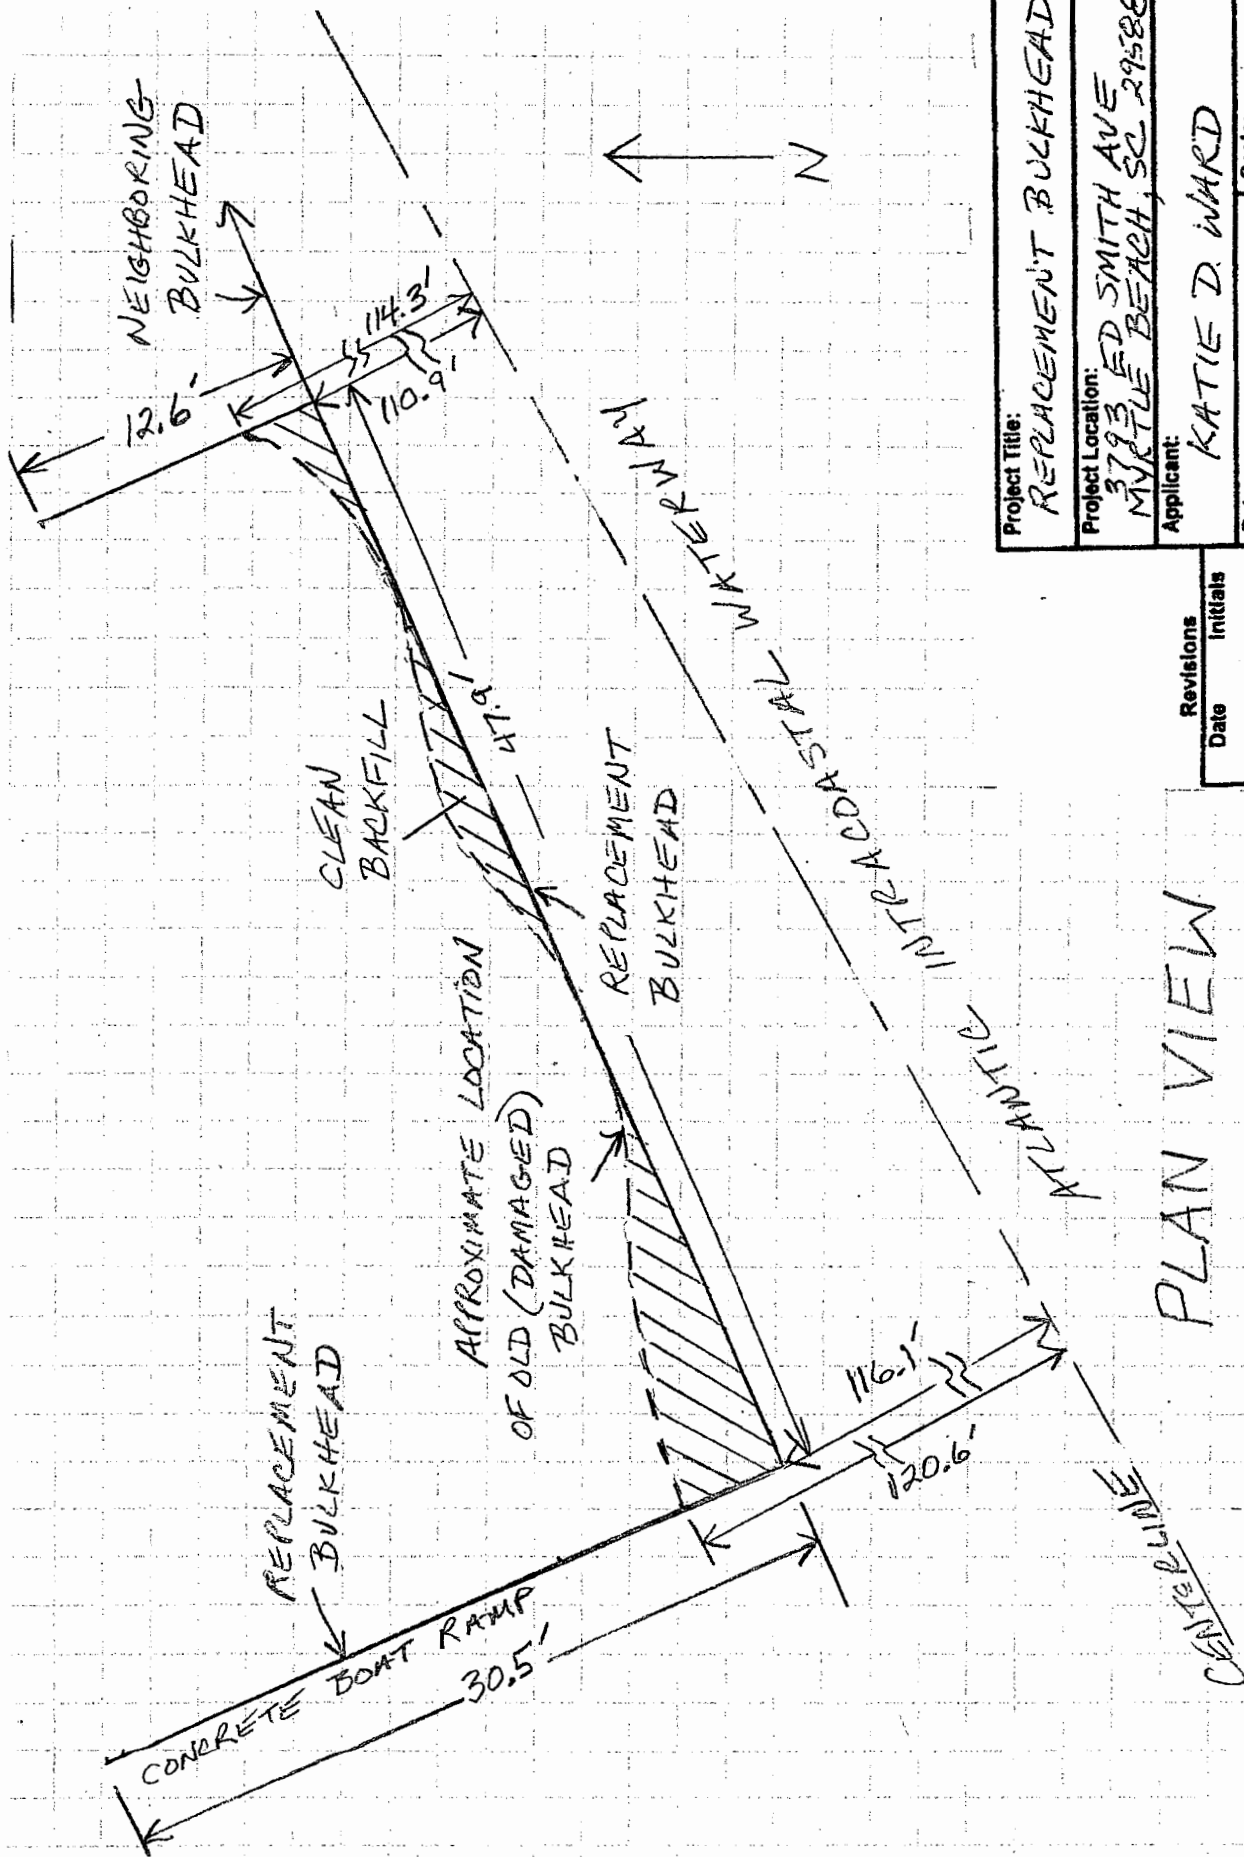 NEIGHBORING
BULKHEAD
12.6'
114.3'
110.9'
47.9'
CLEAN
BACKFILL
REPLACEMENT
BULKHEAD
APPROXIMATE LOCATION
OF OLD (DAMAGED)
BULKHEAD
REPLACEMENT
BULKHEAD
CONCRETE BOAT RAMP
30.5'
116.1'
120.6'
ATLANTIC INTRACOASTAL WATERWAY
CENTERLINE
N
PLAN VIEW
Project Title:
REPLACEMENT BULKHEAD
Project Location:
3793 ED SMITH AVE
MYRTLE BEACH, SC 29588
Applicant:
KATIE D. WARD
Revisions
Date Initials